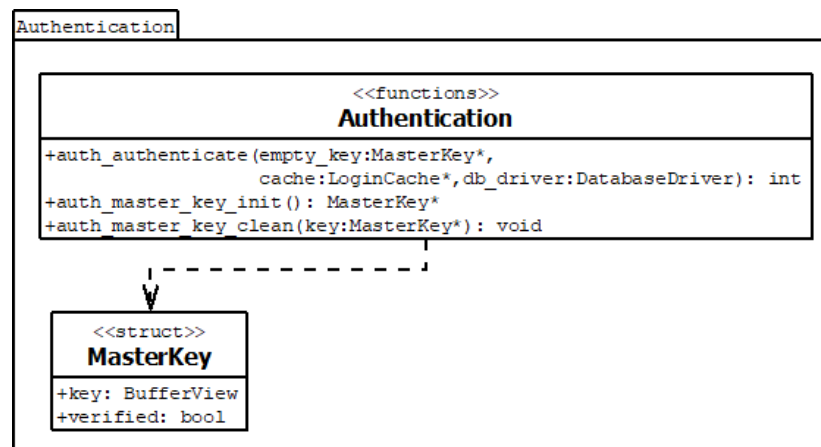 Authentication
<<functions>>
Authentication
+auth_authenticate(empty_key:MasterKey*,
cache:LoginCache*,db_driver:DatabaseDriver): int
+auth_master_key_init(): MasterKey*
+auth_master_key_clean(key:MasterKey*): void
<<struct>>
MasterKey
+key: BufferView
+verified: bool